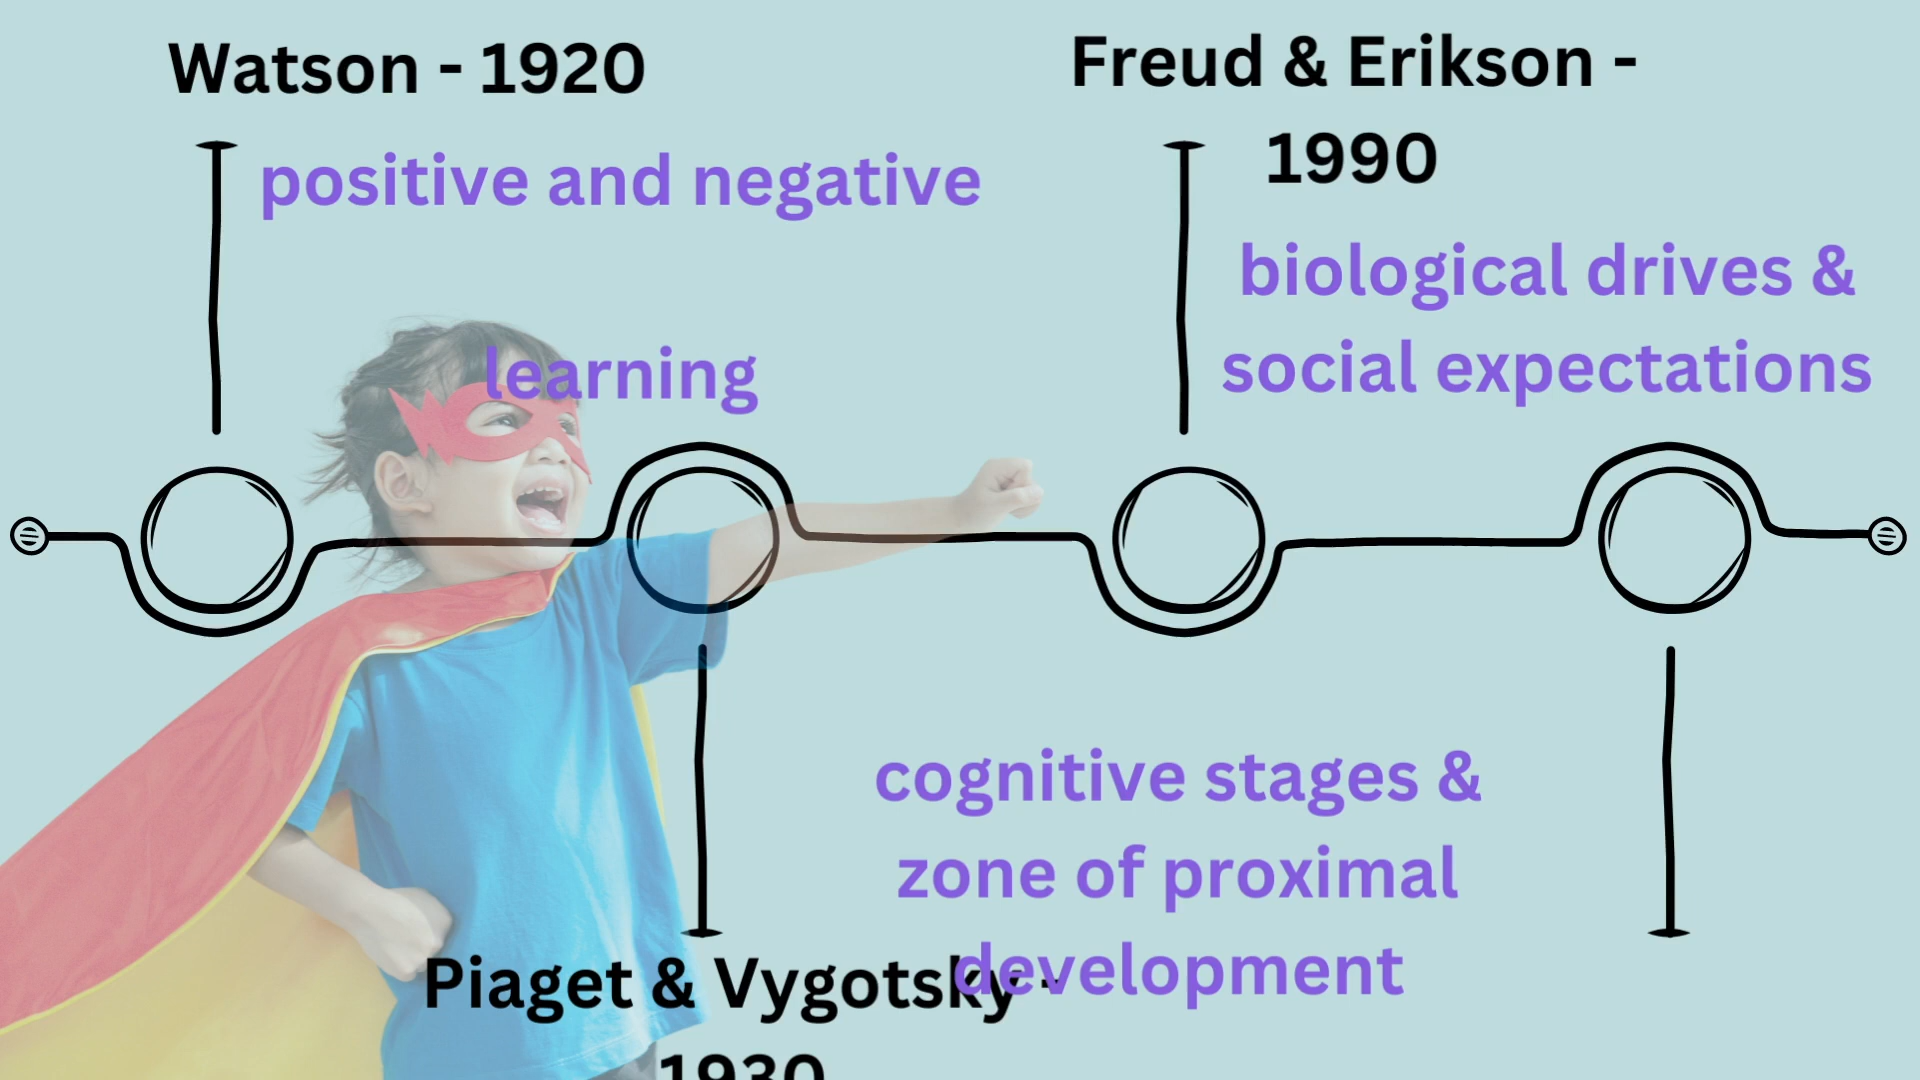 Watson - 1920
positive and negative
learning
Freud & Erikson -
1990
biological drives &
social expectations
cognitive stages &
zone of proximal
development
Piaget & Vygotsky -
1930